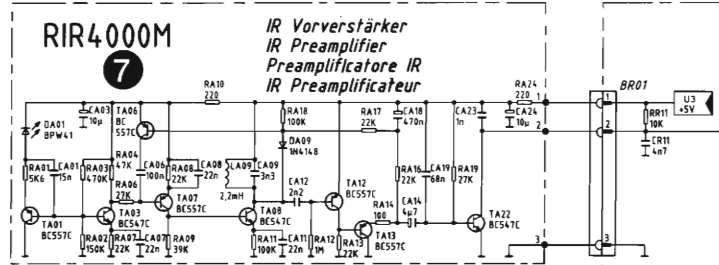 RIR4000M
7
IR Vorverstärker
IR Preamplifier
Preamplificatore IR
IR Preamplificateur
DA01
BPW41
CA03
10µ
TA06
BC
557C
RA10
220
RA18
100K
RA17
22K
CA18
470n
CA23
1n
RA24
220
CA24
10µ
1
2
3
BR01
1
2
3
RR11
10K
CR11
4n7
U3
+5V
DA09
1N4148
RA01
5K6
CA01
15n
RA03
470K
RA04
47K
RA06
27K
CA06
100n
RA08
22K
CA08
22n
CA09
3n3
2,2mH
CA12
2n2
TA12
BC557C
RA16
22K
CA19
68n
RA19
27K
RA14
100
CA14
4µ7
TA01
BC557C
RA02
150K
TA03
BC547C
RA07
22K
CA07
22n
TA07
BC557C
RA09
39K
TA08
BC547C
RA11
100K
CA11
22n
RA12
1M
RA13
22K
TA13
BC557C
TA22
BC547C